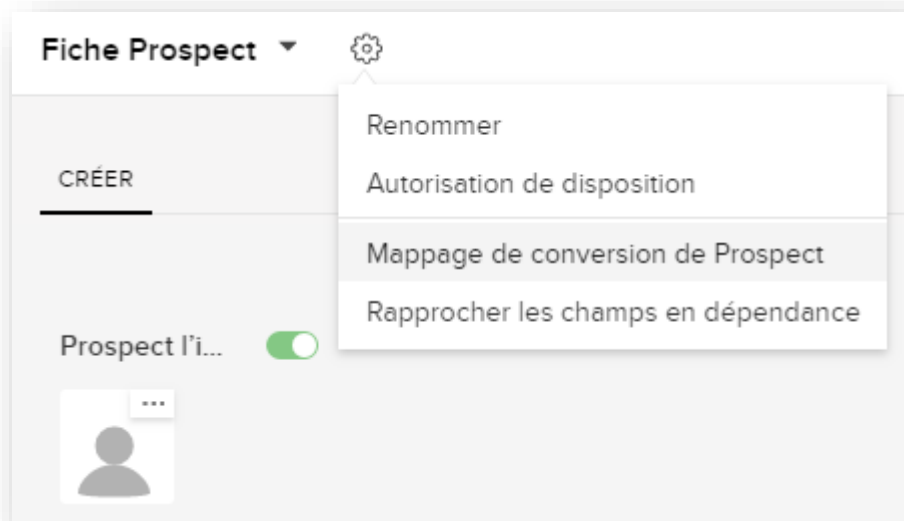 Fiche Prospect
Renommer
CRÉER
Autorisation de disposition
Mappage de conversion de Prospect
Rapprocher les champs en dépendance
Prospect l'i...